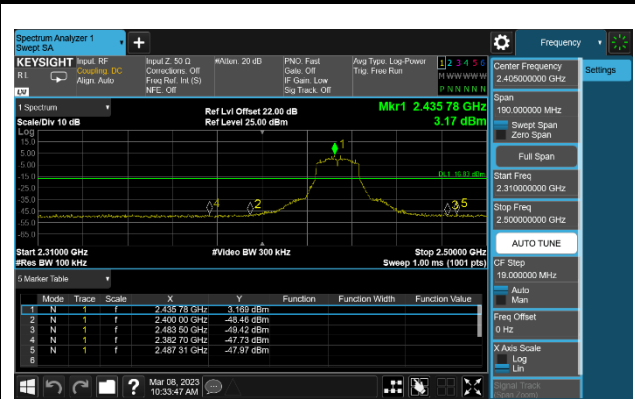 Spectrum Analyzer 1
Swept SA
Frequency
KEYSIGHT
Input: RF
Input Z: 50 Ω
#Atten: 20 dB
PNO: Fast
Avg Type: Log-Power
1 2 3 4 5 6
RL
Coupling: DC
Corrections: Off
Gate: Off
Trig: Free Run
M W W W W W
Align: Auto
Freq Ref: Int (S)
IF Gain: Low
NFE: Off
Sig Track: Off
P N N N N N
LXI
1 Spectrum
Ref Lvl Offset 22.00 dB
Mkr1 2.435 78 GHz
Scale/Div 10 dB
Ref Level 25.00 dBm
3.17 dBm
Log
15.0
5.00
-5.00
-15.0
-25.0
-35.0
-45.0
-55.0
-65.0
1
DL1 -16.83 dBm
4
2
3
5
Start 2.31000 GHz
#Video BW 300 kHz
Stop 2.50000 GHz
#Res BW 100 kHz
Sweep 1.00 ms (1001 pts)
5 Marker Table
Mode Trace Scale X Y Function Function Width Function Value
1 N 1 f 2.435 78 GHz 3.169 dBm
2 N 1 f 2.400 00 GHz -48.46 dBm
3 N 1 f 2.483 50 GHz -49.42 dBm
4 N 1 f 2.382 70 GHz -47.73 dBm
5 N 1 f 2.487 31 GHz -47.97 dBm
6
Mar 08, 2023
10:33:47 AM
?
Center Frequency
2.405000000 GHz
Settings
Span
190.000000 MHz
Swept Span
Zero Span
Full Span
Start Freq
2.310000000 GHz
Stop Freq
2.500000000 GHz
AUTO TUNE
CF Step
19.000000 MHz
Auto
Man
Freq Offset
0 Hz
X Axis Scale
Log
Lin
Signal Track
(Span Zoom)